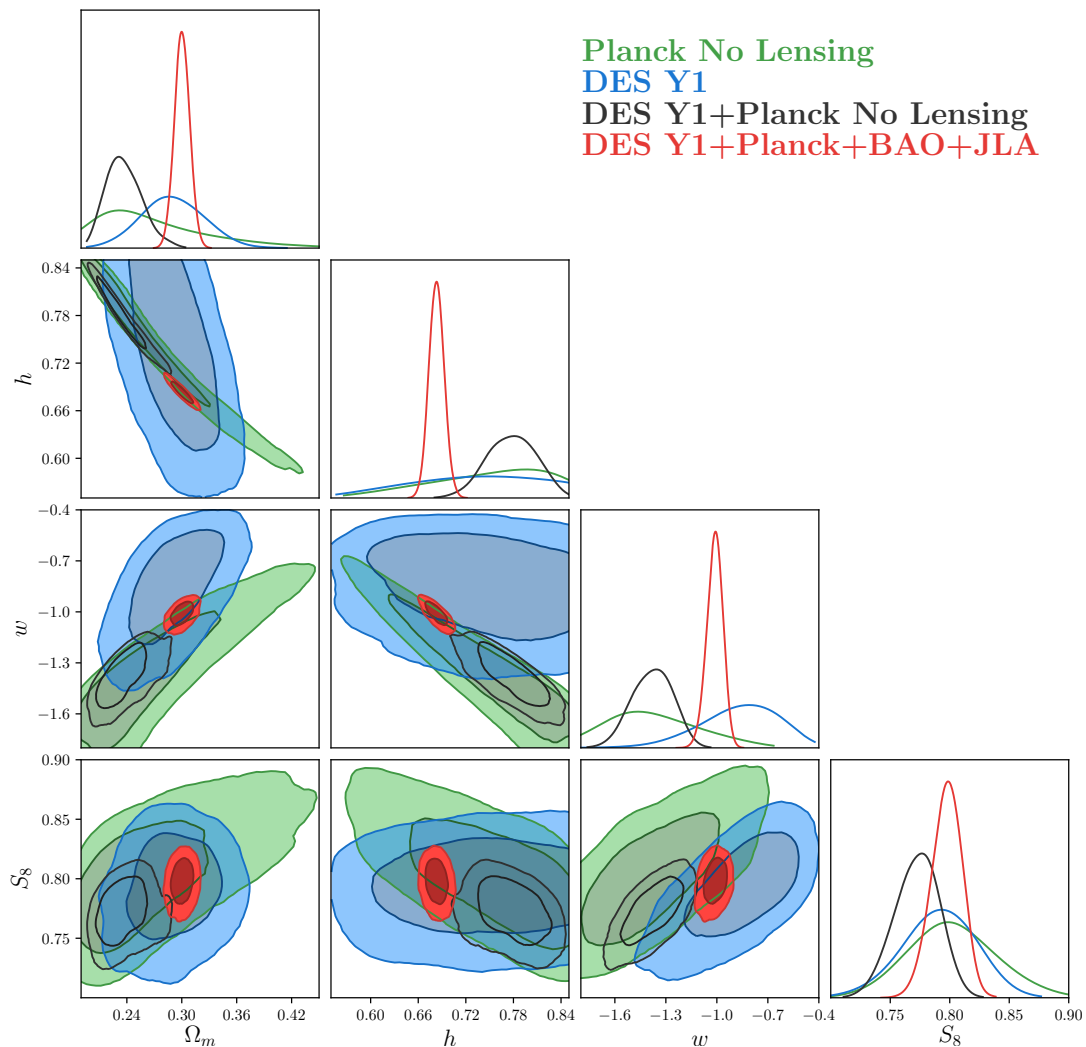 Planck No Lensing
DES Y1
DES Y1+Planck No Lensing
DES Y1+Planck+BAO+JLA
0.84
0.78
0.72
0.66
0.60
h
−0.4
−0.7
−1.0
−1.3
−1.6
w
0.90
0.85
0.80
0.75
S₈
0.24 0.30 0.36 0.42
0.60 0.66 0.72 0.78 0.84
−1.6 −1.3 −1.0 −0.7 −0.4
0.75 0.80 0.85 0.90
Ωₘ
h
w
S₈